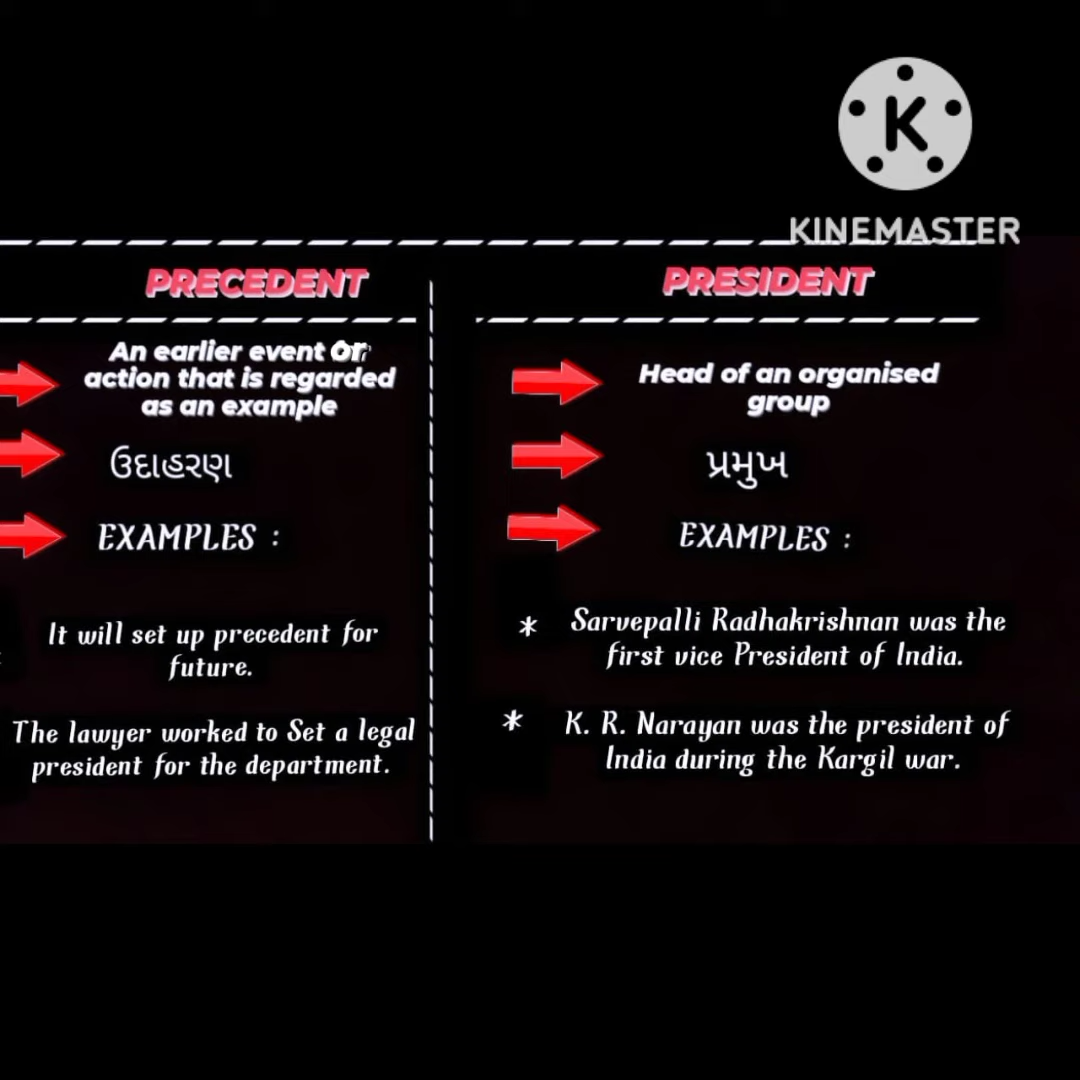 K
KINEMASTER
PRECEDENT
An earlier event or
action that is regarded
as an example
ઉદાહરણ
EXAMPLES :
It will set up precedent for
future.
The lawyer worked to Set a legal
president for the department.
PRESIDENT
Head of an organised
group
પ્રમુખ
EXAMPLES :
* Sarvepalli Radhakrishnan was the
first vice President of India.
* K. R. Narayan was the president of
India during the Kargil war.